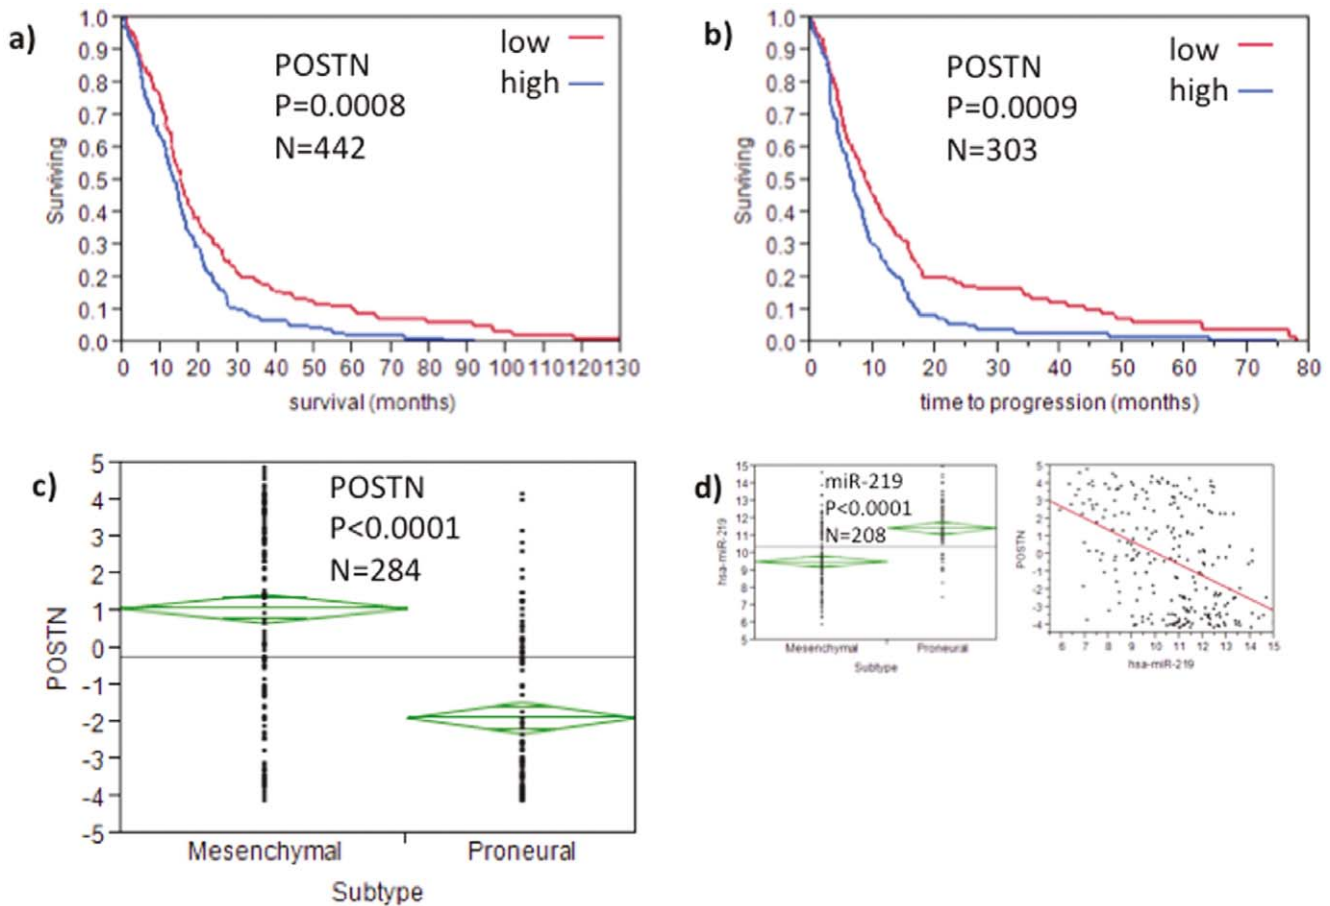 a)
1.0
0.9
0.8
0.7
0.6
0.5
0.4
0.3
0.2
0.1
0.0
Surviving
POSTN
P=0.0008
N=442
low
high
0 10 20 30 40 50 60 70 80 90 100 110 120 130
survival (months)
b)
1.0
0.9
0.8
0.7
0.6
0.5
0.4
0.3
0.2
0.1
0.0
Surviving
POSTN
P=0.0009
N=303
low
high
0 10 20 30 40 50 60 70 80
time to progression (months)
c)
5
4
3
2
1
0
-1
-2
-3
-4
-5
POSTN
POSTN
P<0.0001
N=284
Mesenchymal Proneural
Subtype
d)
15
14
13
12
11
10
9
8
7
6
5
hsa-miR-219
miR-219
P<0.0001
N=208
Mesenchymal Proneural
Subtype
5
4
3
2
1
0
-1
-2
-3
-4
POSTN
6 7 8 9 10 11 12 13 14 15
hsa-miR-219